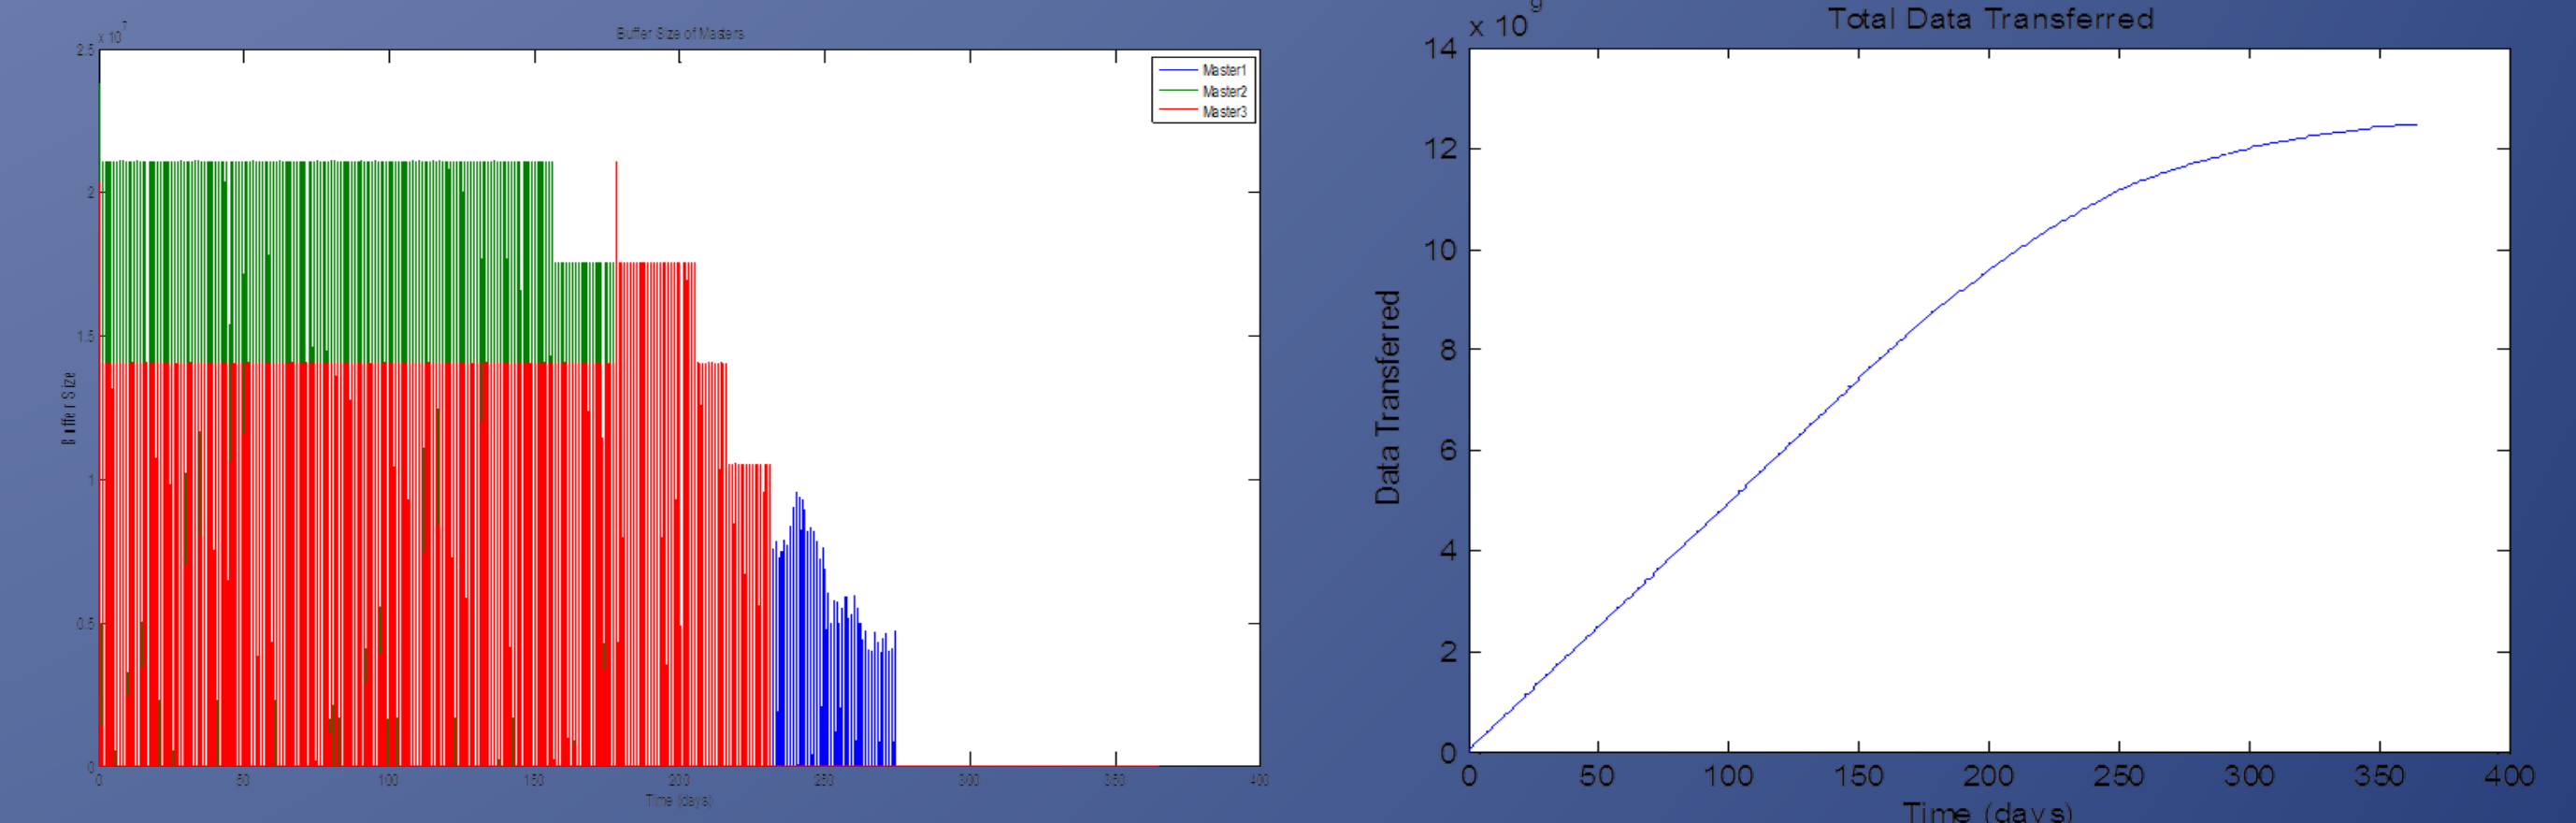 x 10^7
Buffer Size of Masters
2.5
2
1.5
1
0.5
0
Buffer Size
Master1
Master2
Master3
0 50 100 150 200 250 300 350 400
Time (days)
x 10^9
Total Data Transferred
14
12
10
8
6
4
2
0
Data Transferred
0 50 100 150 200 250 300 350 400
Time (days)